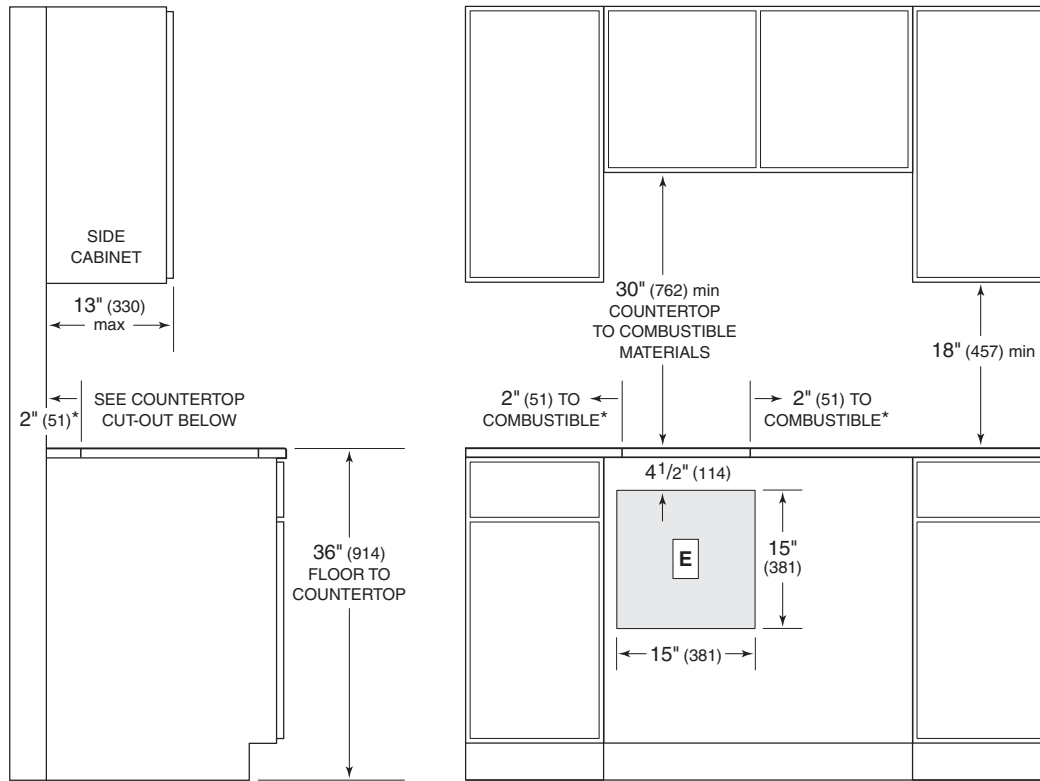 SIDE
CABINET
13" (330)
max
2" (51)*
SEE COUNTERTOP
CUT-OUT BELOW
36" (914)
FLOOR TO
COUNTERTOP
30" (762) min
COUNTERTOP
TO COMBUSTIBLE
MATERIALS
18" (457) min
2" (51) TO
COMBUSTIBLE*
2" (51) TO
COMBUSTIBLE*
4 1/2" (114)
E
15"
(381)
15" (381)